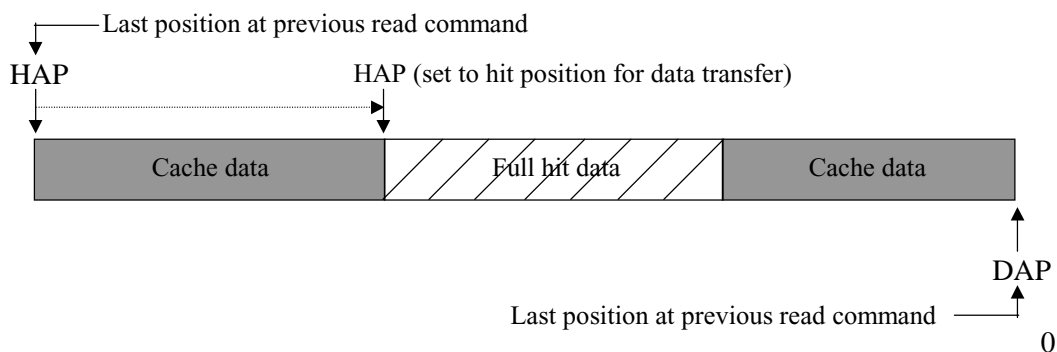 Last position at previous read command
HAP
HAP (set to hit position for data transfer)
Cache data
Full hit data
Cache data
DAP
Last position at previous read command
0